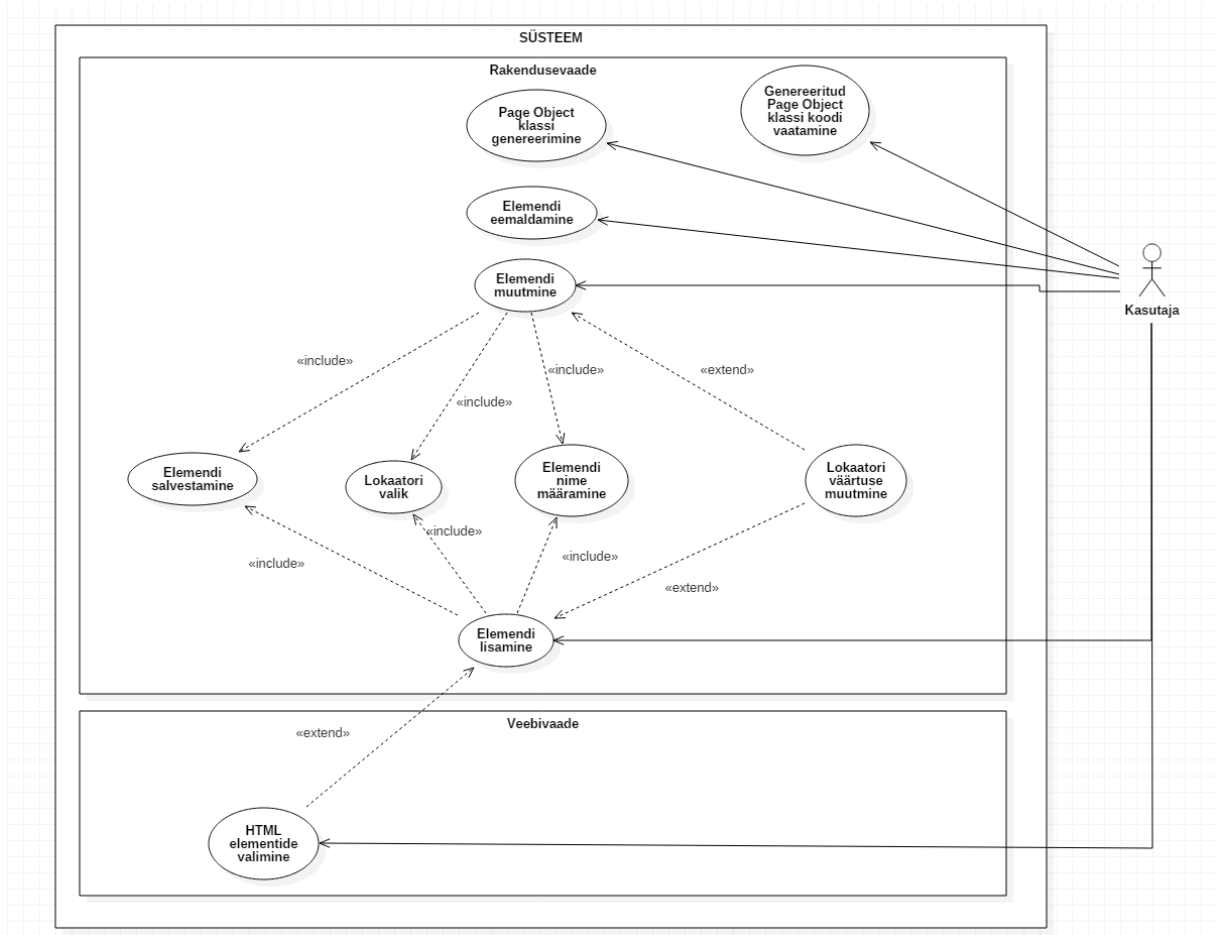 SÜSTEEM
Rakendusevaade
Page Object
klassi
genereerimine
Genereeritud
Page Object
klassi koodi
vaatamine
Elemendi
eemaldamine
Elemendi
muutmine
Kasutaja
«include»
«include»
«include»
«extend»
Elemendi
salvestamine
Lokaatori
valik
Elemendi
nime
määramine
Lokaatori
väärtuse
muutmine
«include»
«include»
«include»
«extend»
Elemendi
lisamine
Veebivaade
«extend»
HTML
elementide
valimine